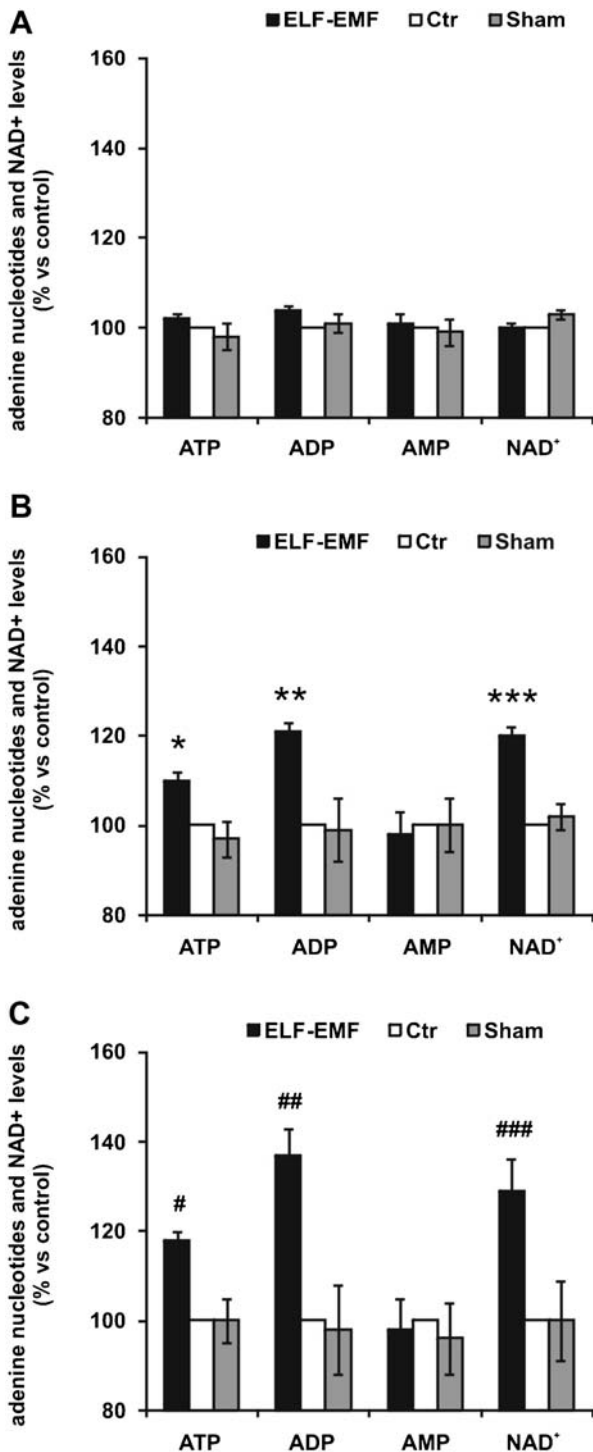 A
ELF-EMF Ctr Sham
adenine nucleotides and NAD+ levels
(% vs control)
160
140
120
100
80
ATP ADP AMP NAD⁺
B
ELF-EMF Ctr Sham
adenine nucleotides and NAD+ levels
(% vs control)
160
140
120
100
80
* ** ***
ATP ADP AMP NAD⁺
C
ELF-EMF Ctr Sham
adenine nucleotides and NAD+ levels
(% vs control)
160
140
120
100
80
# ## ###
ATP ADP AMP NAD⁺